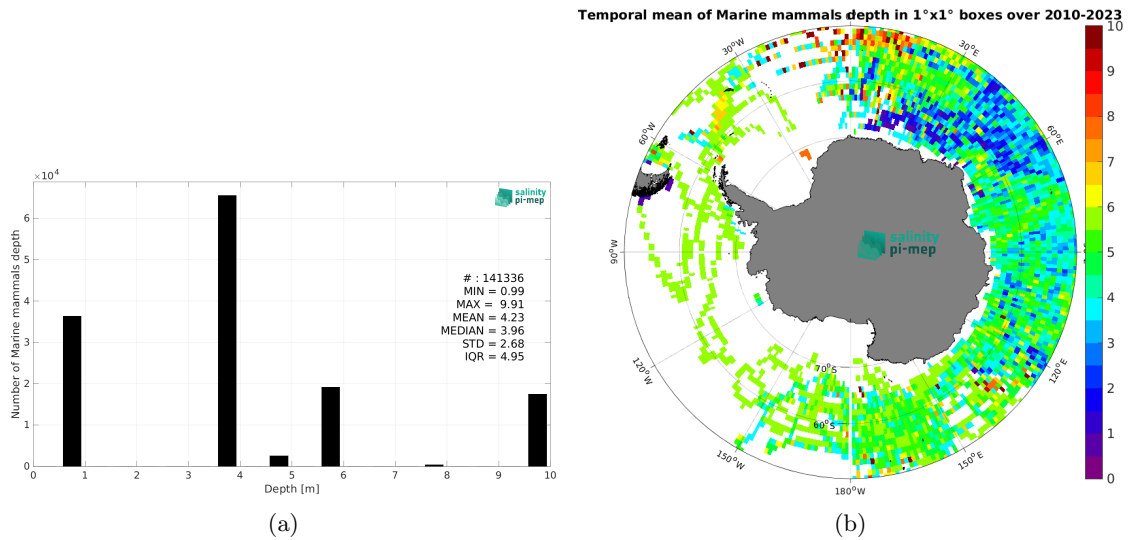 Temporal mean of Marine mammals depth in 1°x1° boxes over 2010-2023
×10⁴
6
5
4
3
2
1
0
Number of Marine mammals depth
0 1 2 3 4 5 6 7 8 9 10
Depth [m]
salinity
pi-mep
# : 141336
MIN = 0.99
MAX = 9.91
MEAN = 4.23
MEDIAN = 3.96
STD = 2.68
IQR = 4.95
(a)
30°W
30°E
60°W
60°E
90°W
120°W
120°E
150°W
150°E
180°W
70°S
60°S
salinity
pi-mep
10
9
8
7
6
5
4
3
2
1
0
(b)